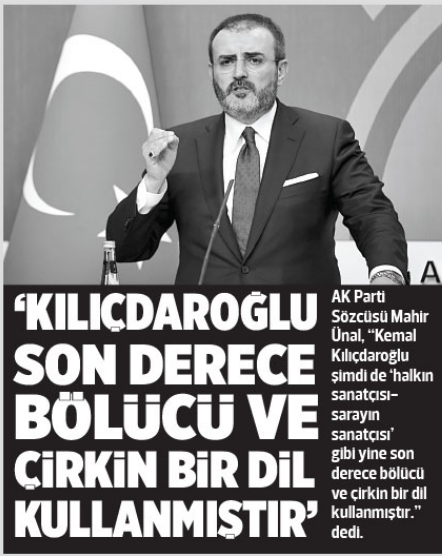 A
‘KILIÇDAROĞLU
SON DERECE
BÖLÜCÜ VE
ÇİRKİN BİR DİL
KULLANMIŞTIR’
AK Parti
Sözcüsü Mahir
Ünal, “Kemal
Kılıçdaroğlu
şimdi de ‘halkın
sanatçısı–
sarayın
sanatçısı’
gibi yine son
derece bölücü
ve çirkin bir dil
kullanmıştır.”
dedi.